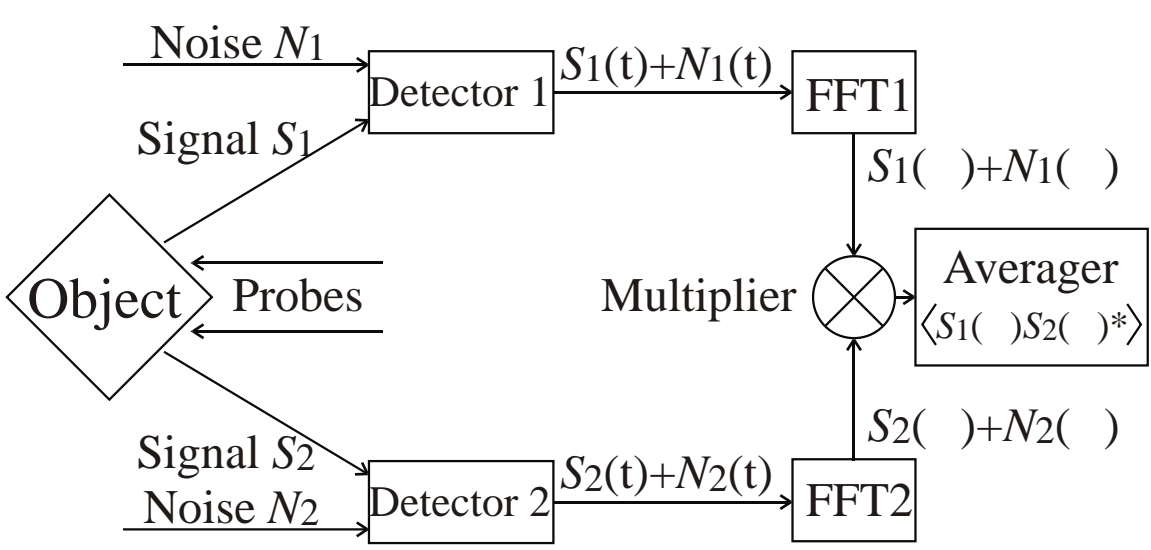 Noise N1
Detector 1
S1(t)+N1(t)
FFT1
Signal S1
S1( )+N1( )
Object
Probes
Multiplier
Averager
⟨S1( )S2( )*⟩
S2( )+N2( )
Signal S2
Noise N2
Detector 2
S2(t)+N2(t)
FFT2